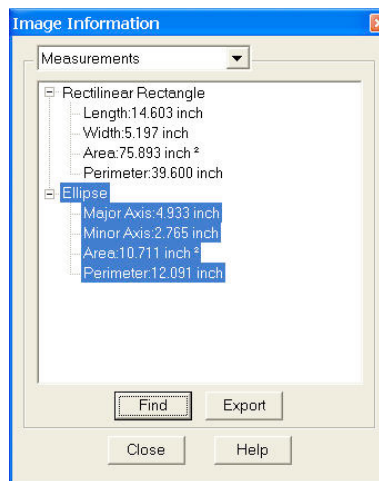 Image Information
Measurements
Rectilinear Rectangle
Length:14.603 inch
Width:5.197 inch
Area:75.893 inch ²
Perimeter:39.600 inch
Ellipse
Major Axis:4.933 inch
Minor Axis:2.765 inch
Area:10.711 inch ²
Perimeter:12.091 inch
Find Export
Close Help